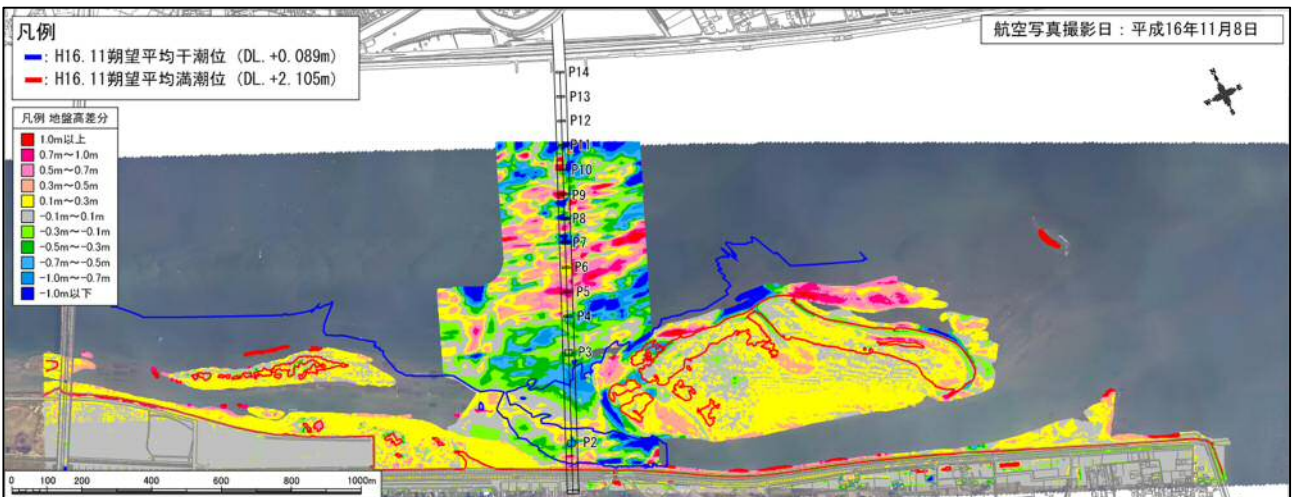 凡例
: H16.11朔望平均干潮位 (DL.+0.089m)
: H16.11朔望平均満潮位 (DL.+2.105m)
航空写真撮影日：平成16年11月8日
凡例 地盤高差分
1.0m以上
0.7m～1.0m
0.5m～0.7m
0.3m～0.5m
0.1m～0.3m
-0.1m～0.1m
-0.3m～-0.1m
-0.5m～-0.3m
-0.7m～-0.5m
-1.0m～-0.7m
-1.0m以下
P14
P13
P12
P11
P10
P9
P8
P7
P6
P5
P4
P3
P2
0 100 200 400 600 800 1000m